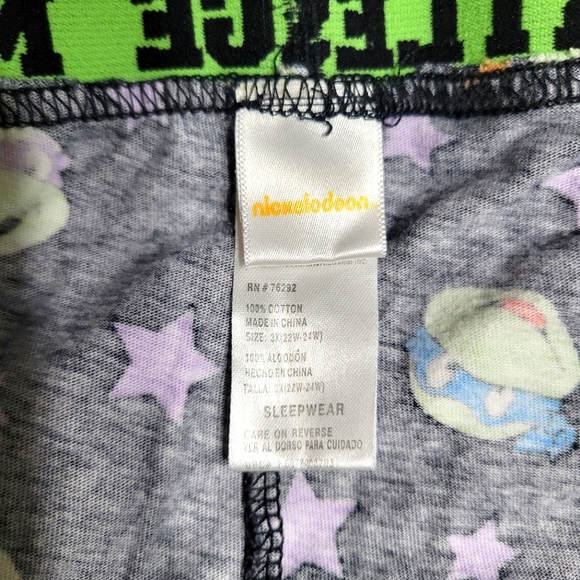 nickelodeon
RN # 76292
100% COTTON
MADE IN CHINA
SIZE: 3X(22W-24W)
100% ALGODÓN
HECHO EN CHINA
TALLA: 3X(22W-24W)
SLEEPWEAR
CARE ON REVERSE
VER AL DORSO PARA CUIDADO